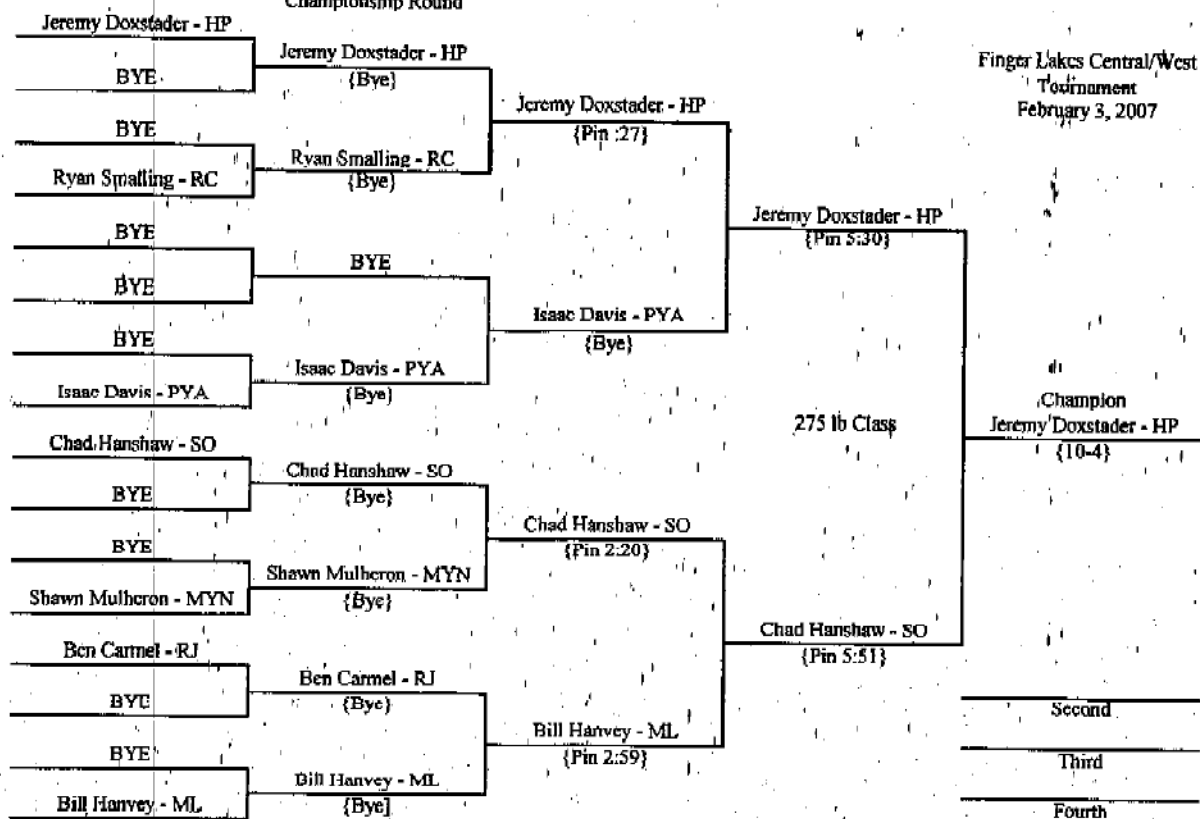 Championship Round
Jeremy Doxstader - HP
BYE
BYE
Ryan Smalling - RC
BYE
BYE
BYE
Isaac Davis - PYA
Chad Hanshaw - SO
BYE
BYE
Shawn Mulheron - MYN
Ben Carmel - RJ
BYE
BYE
Bill Hanvey - ML
Jeremy Doxstader - HP
{Bye}
Ryan Smalling - RC
{Bye}
BYE
Isaac Davis - PYA
{Bye}
Chad Hanshaw - SO
{Bye}
Shawn Mulheron - MYN
{Bye}
Ben Carmel - RJ
{Bye}
Bill Hanvey - ML
{Bye]
Jeremy Doxstader - HP
{Pin :27}
Isaac Davis - PYA
{Bye}
Chad Hanshaw - SO
{Pin 2:20}
Bill Hanvey - ML
{Pin 2:59}
Jeremy Doxstader - HP
{Pin 5:30}
275 lb Class
Chad Hanshaw - SO
{Pin 5:51}
Finger Lakes Central/West
Tournament
February 3, 2007
Champion
Jeremy Doxstader - HP
{10-4}
Second
Third
Fourth